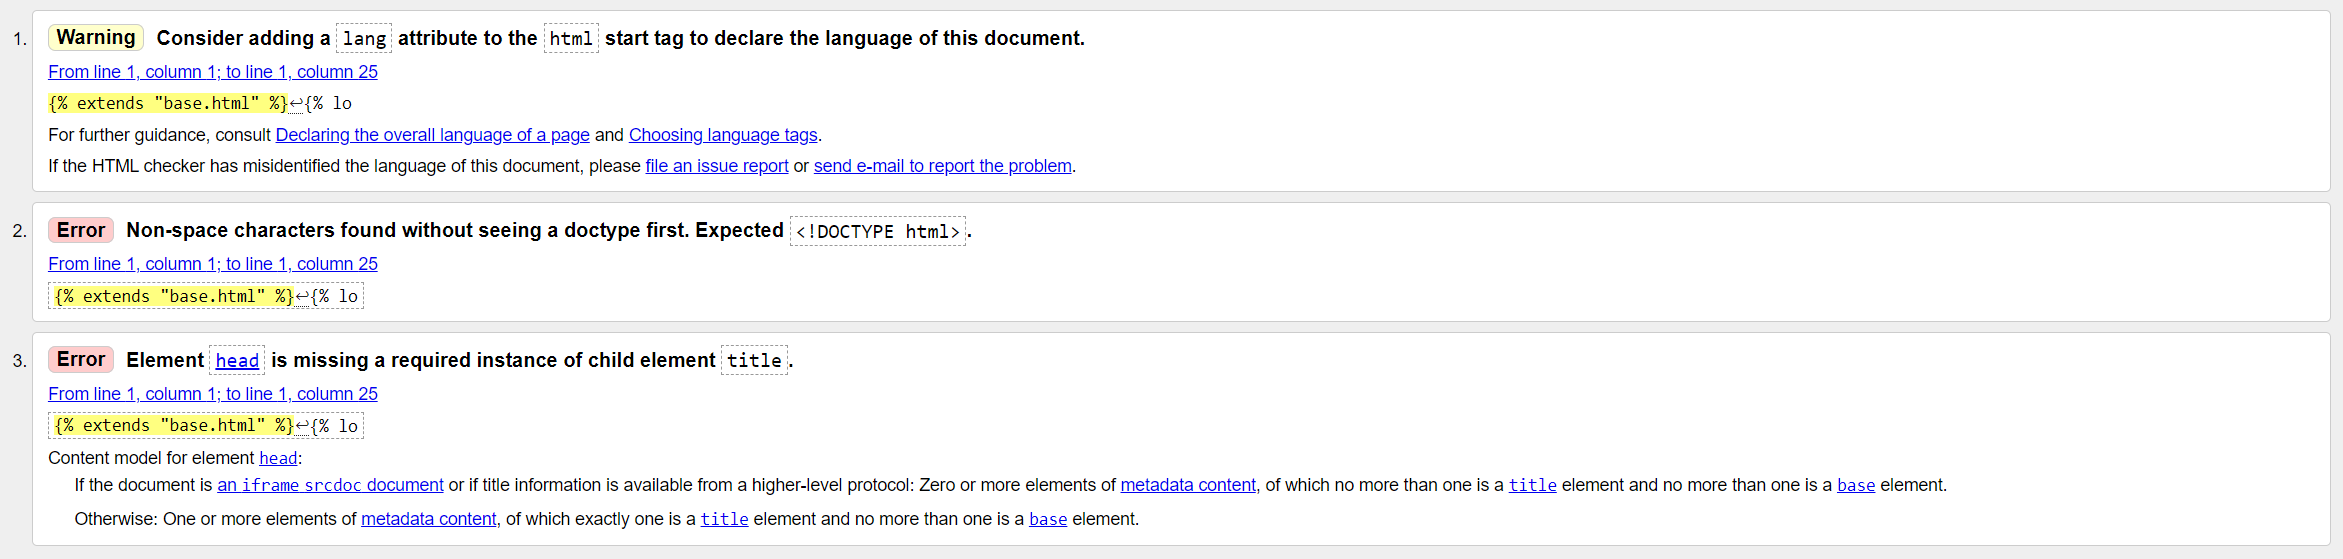 1. Warning Consider adding a lang attribute to the html start tag to declare the language of this document.
From line 1, column 1; to line 1, column 25
{% extends "base.html" %}↩{% lo
For further guidance, consult Declaring the overall language of a page and Choosing language tags.
If the HTML checker has misidentified the language of this document, please file an issue report or send e-mail to report the problem.
2. Error Non-space characters found without seeing a doctype first. Expected <!DOCTYPE html>.
From line 1, column 1; to line 1, column 25
{% extends "base.html" %}↩{% lo
3. Error Element head is missing a required instance of child element title.
From line 1, column 1; to line 1, column 25
{% extends "base.html" %}↩{% lo
Content model for element head:
If the document is an iframe srcdoc document or if title information is available from a higher-level protocol: Zero or more elements of metadata content, of which no more than one is a title element and no more than one is a base element.
Otherwise: One or more elements of metadata content, of which exactly one is a title element and no more than one is a base element.